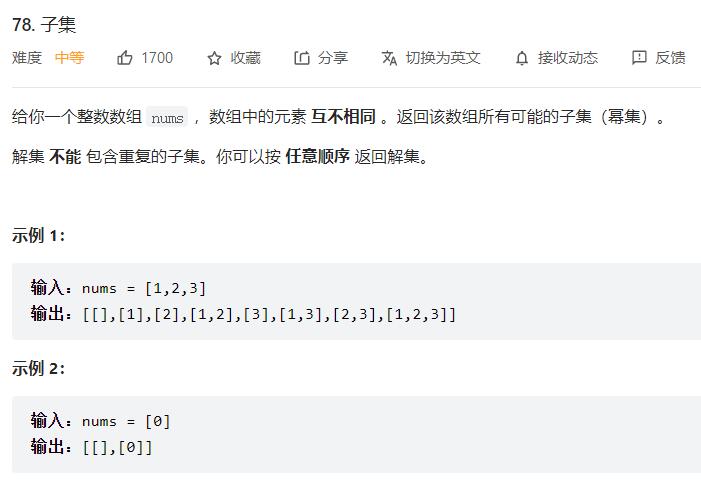 78. 子集
难度 中等 1700 收藏 分享 切换为英文 接收动态 反馈
给你一个整数数组 nums ，数组中的元素 互不相同 。返回该数组所有可能的子集（幂集）。
解集 不能 包含重复的子集。你可以按 任意顺序 返回解集。
示例 1：
输入：nums = [1,2,3]
输出：[[],[1],[2],[1,2],[3],[1,3],[2,3],[1,2,3]]
示例 2：
输入：nums = [0]
输出：[[],[0]]